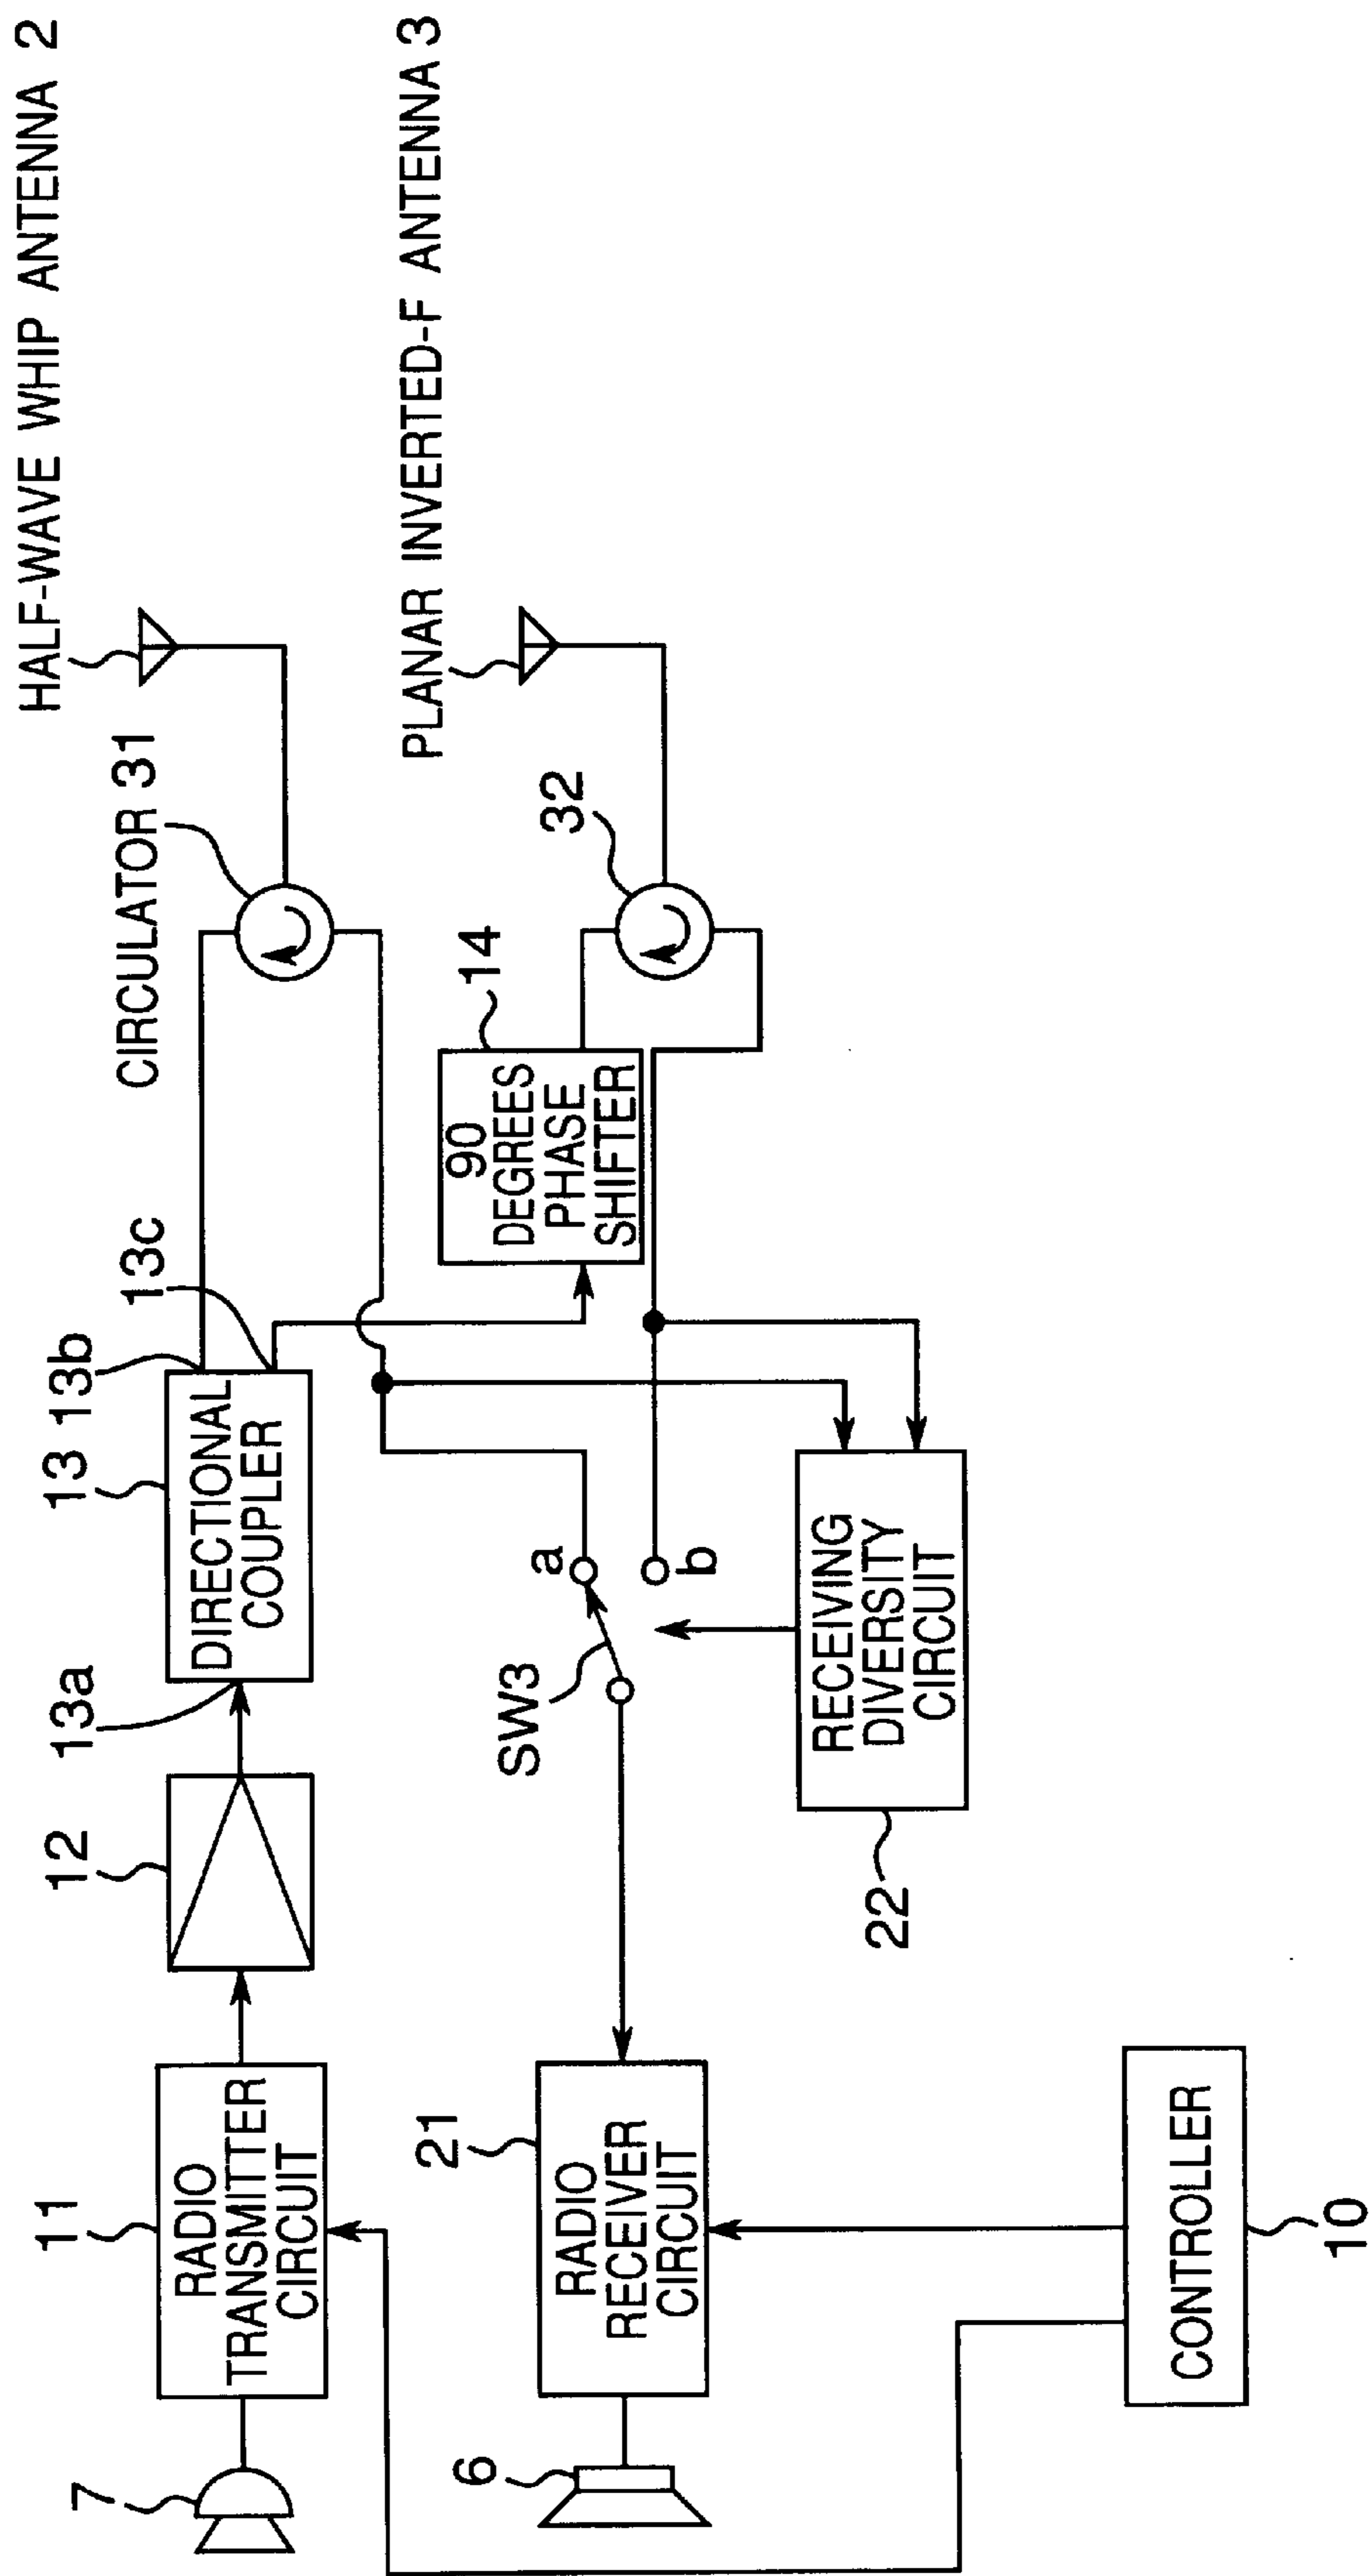 HALF-WAVE WHIP ANTENNA 2
PLANAR INVERTED-F ANTENNA 3
CIRCULATOR 31
32
14
90
DEGREES
PHASE
SHIFTER
13
13b
13c
DIRECTIONAL
COUPLER
13a
12
a
b
SW3
RECEIVING
DIVERSITY
CIRCUIT
22
11
RADIO
TRANSMITTER
CIRCUIT
21
RADIO
RECEIVER
CIRCUIT
7
6
CONTROLLER
10